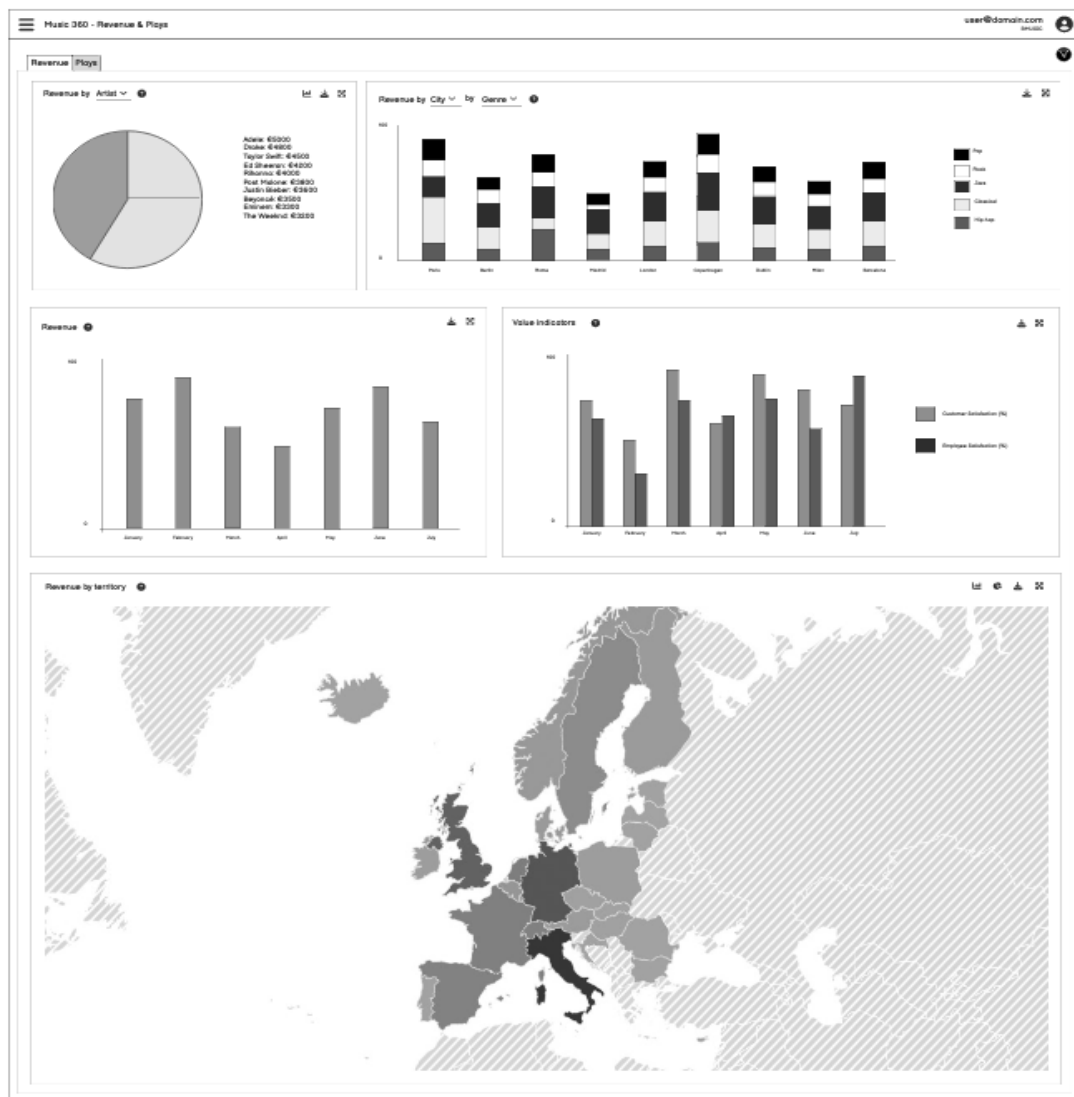 Music 360 - Revenue & Plays
user@domain.com
Revenue Plays
Revenue by Artist
Adele: €5000
Drake: €4800
Taylor Swift: €4500
Ed Sheeran: €4200
Rihanna: €4000
Post Malone: €3800
Justin Bieber: €3600
Beyoncé: €3500
Eminem: €3300
The Weeknd: €3200
Revenue by City by Genre
0
Paris Berlin Rome Madrid London Copenhagen Dublin Milan Barcelona
Pop
Rock
Jazz
Classical
Hip hop
Revenue
100
0
January February March April May June July
Value indicators
100
0
January February March April May June July
Customer Satisfaction (%)
Employee Satisfaction (%)
Revenue by territory